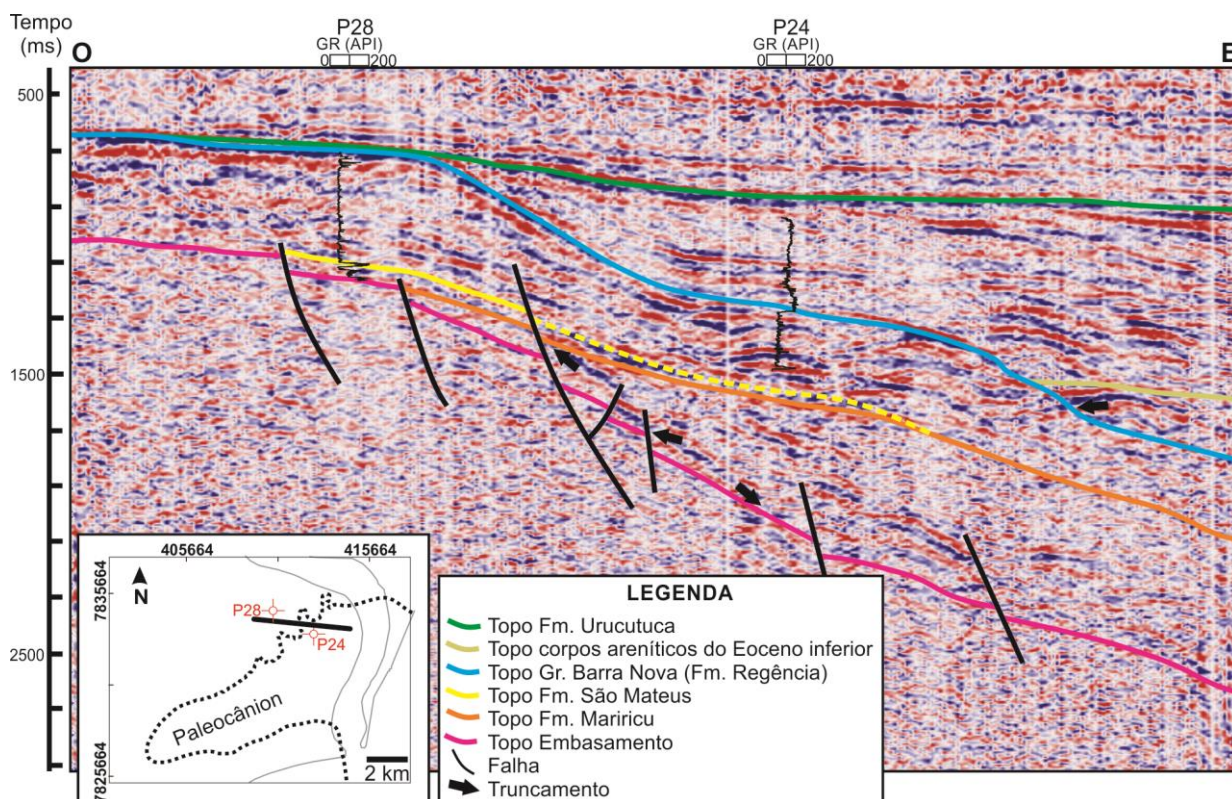 Tempo
(ms)
O
P28
GR (API)
0 200
P24
GR (API)
0 200
E
500
1500
2500
405664
415664
7835664
7825664
N
P28
P24
Paleocânion
2 km
LEGENDA
Topo Fm. Urucutuca
Topo corpos areníticos do Eoceno inferior
Topo Gr. Barra Nova (Fm. Regência)
Topo Fm. São Mateus
Topo Fm. Mariricu
Topo Embasamento
Falha
Truncamento